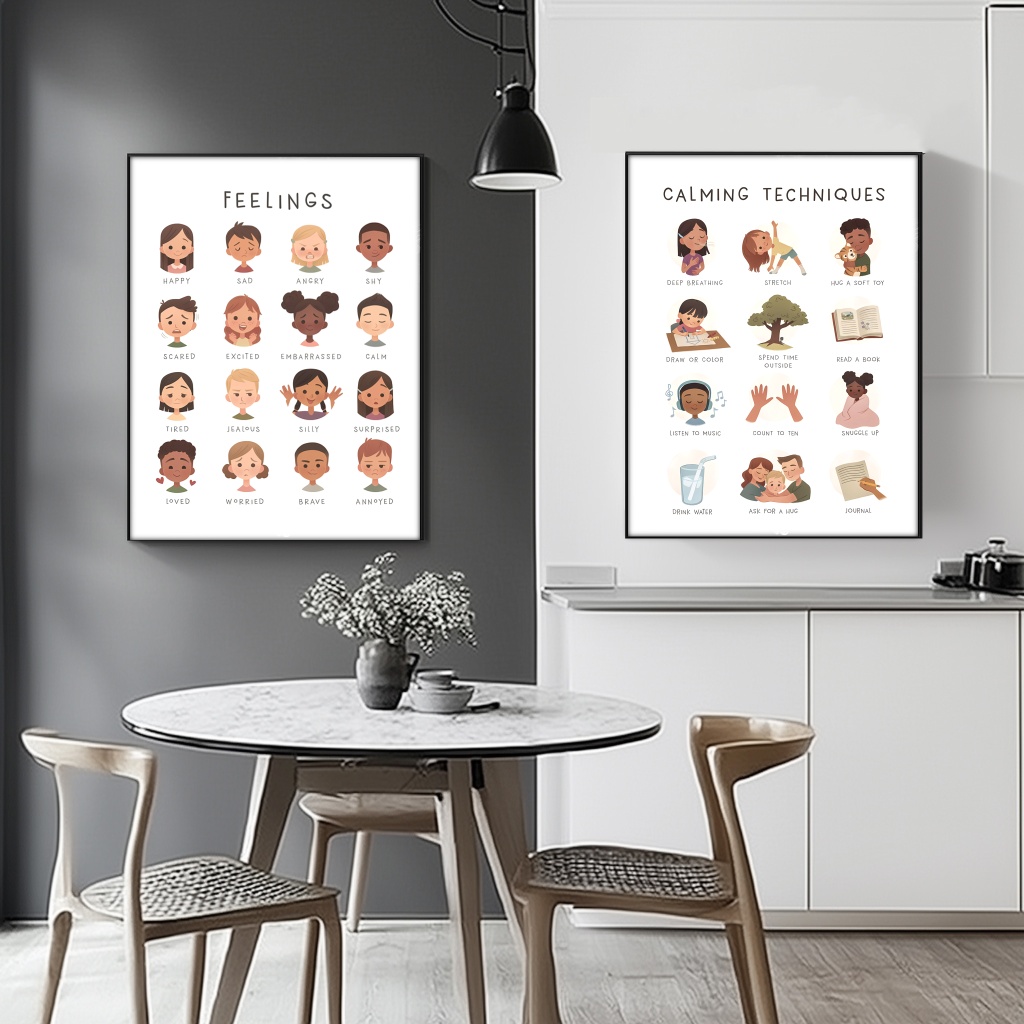 FEELINGS
HAPPY SAD ANGRY SHY
SCARED EXCITED EMBARRASSED CALM
TIRED JEALOUS SILLY SURPRISED
LOVED WORRIED BRAVE ANNOYED
CALMING TECHNIQUES
DEEP BREATHING STRETCH HUG A SOFT TOY
DRAW OR COLOR SPEND TIME OUTSIDE READ A BOOK
LISTEN TO MUSIC COUNT TO TEN SNUGGLE UP
DRINK WATER ASK FOR A HUG JOURNAL